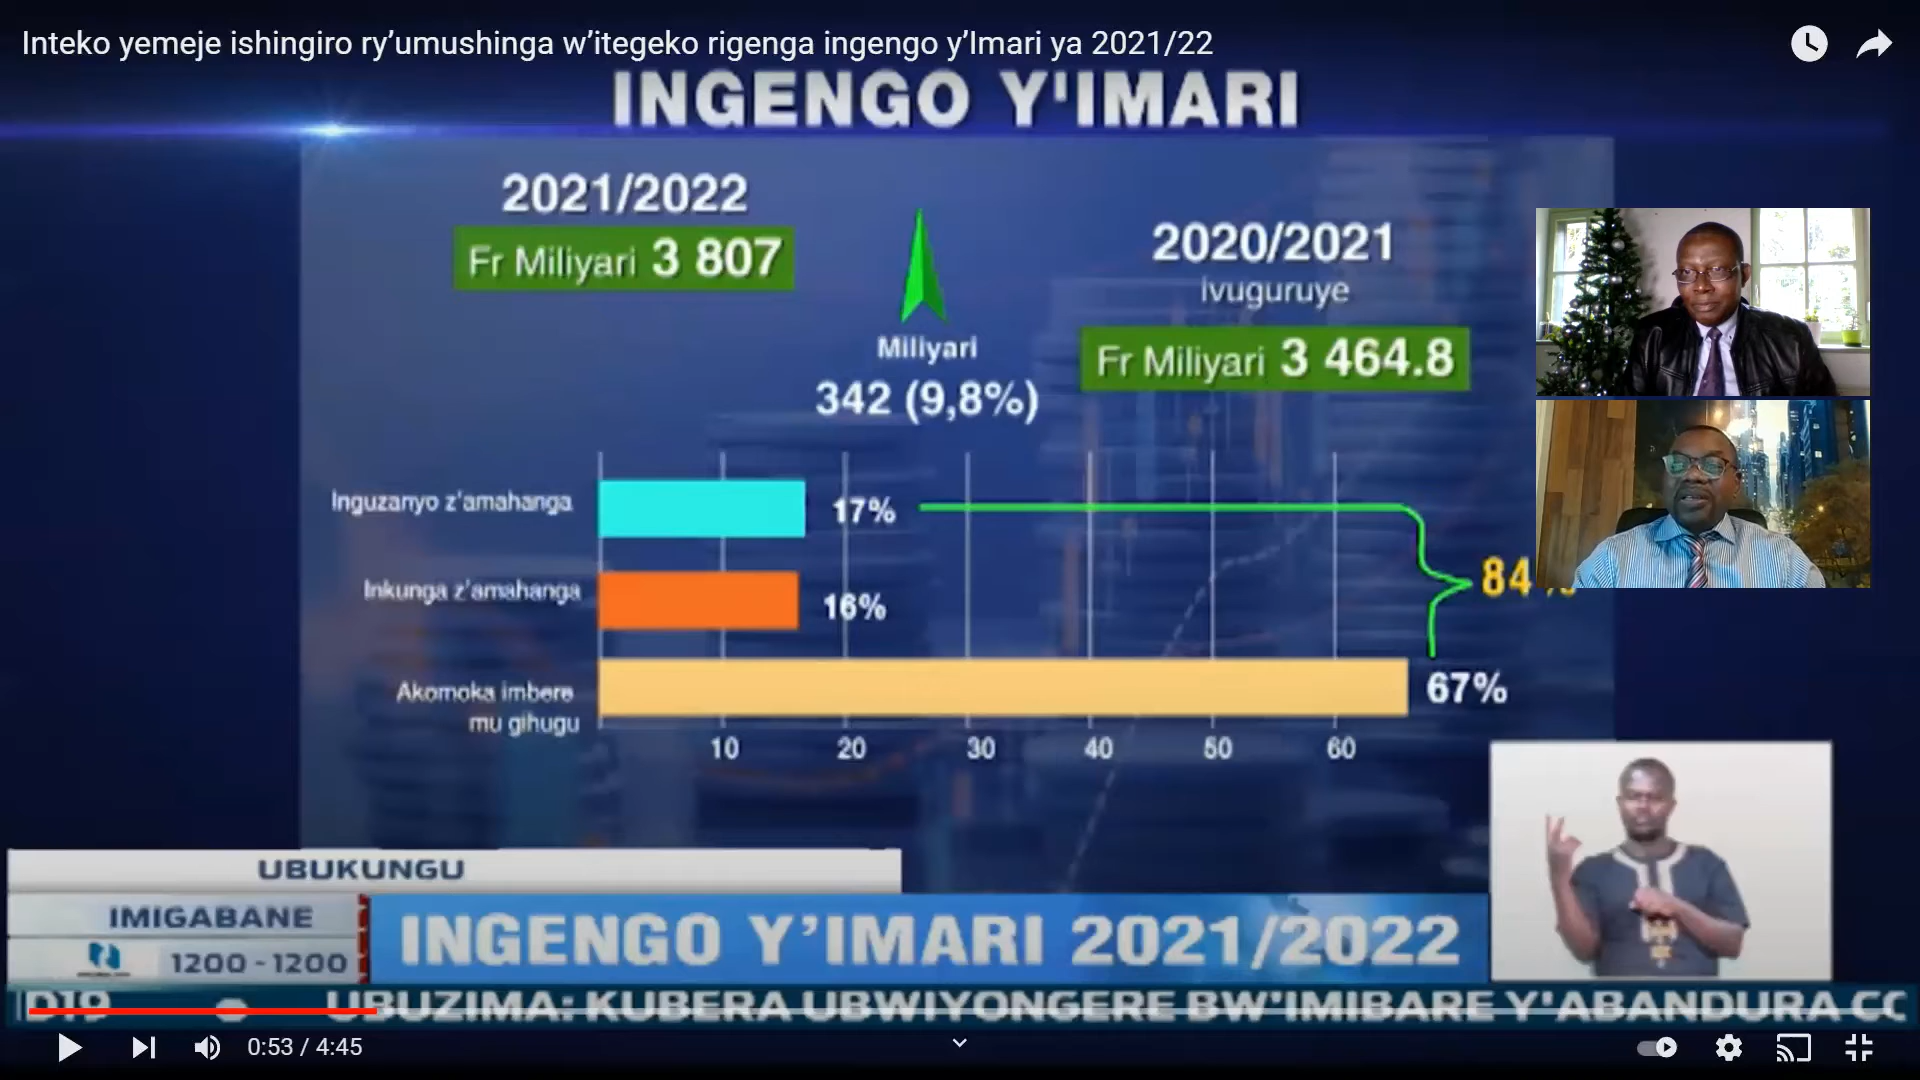 Inteko yemeje ishingiro ry’umushinga w’itegeko rigenga ingengo y’Imari ya 2021/22
INGENGO Y'IMARI
2021/2022
Fr Miliyari 3 807
Miliyari
342 (9,8%)
2020/2021
ivuguruye
Fr Miliyari 3 464.8
Inguzanyo z'amahanga
17%
84
Inkunga z'amahanga
16%
Akomoka imbere
mu gihugu
67%
10 20 30 40 50 60
UBUKUNGU
IMIGABANE
1200 - 1200
INGENGO Y’IMARI 2021/2022
D19 UBUZIMA: KUBERA UBWIYONGERE BW'IMIBARE Y'ABANDURA CO
0:53 / 4:45